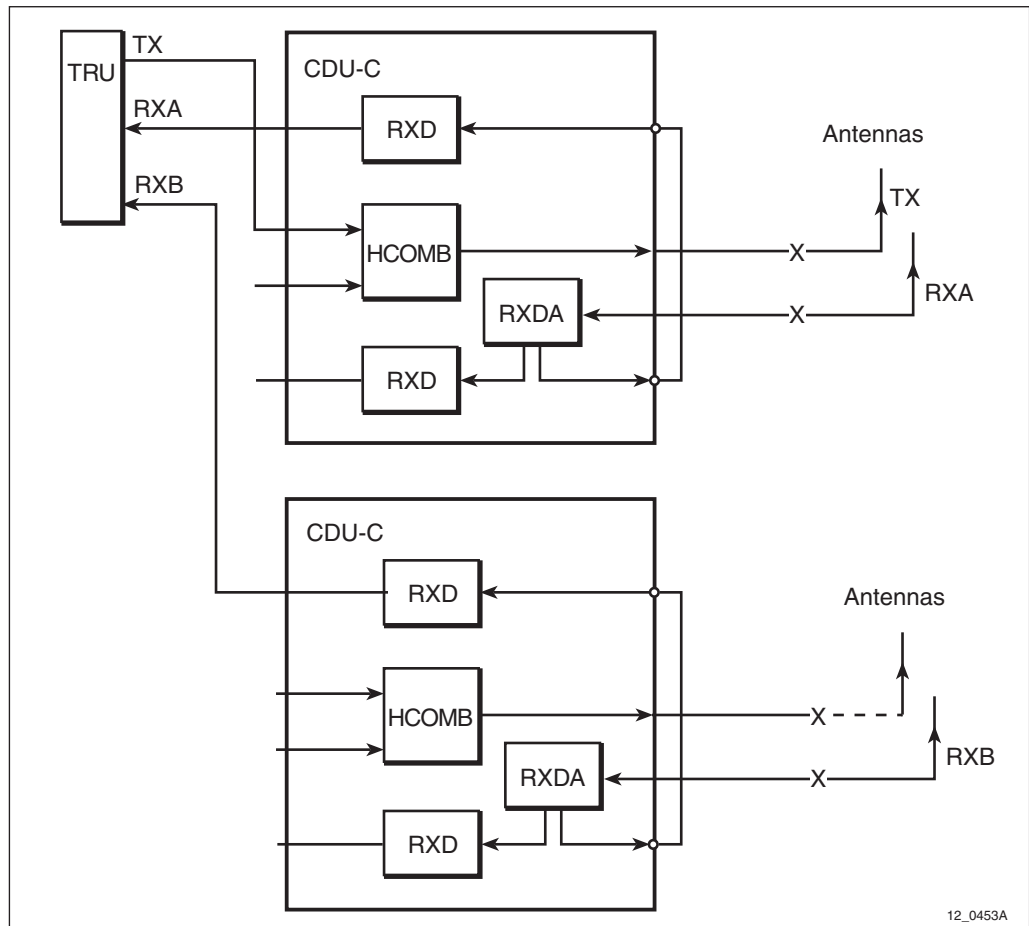 TRU
TX
RXA
RXB
CDU-C
RXD
HCOMB
RXDA
RXD
Antennas
X
TX
X
RXA
CDU-C
RXD
HCOMB
RXDA
RXD
Antennas
X
X
RXB
12_0453A